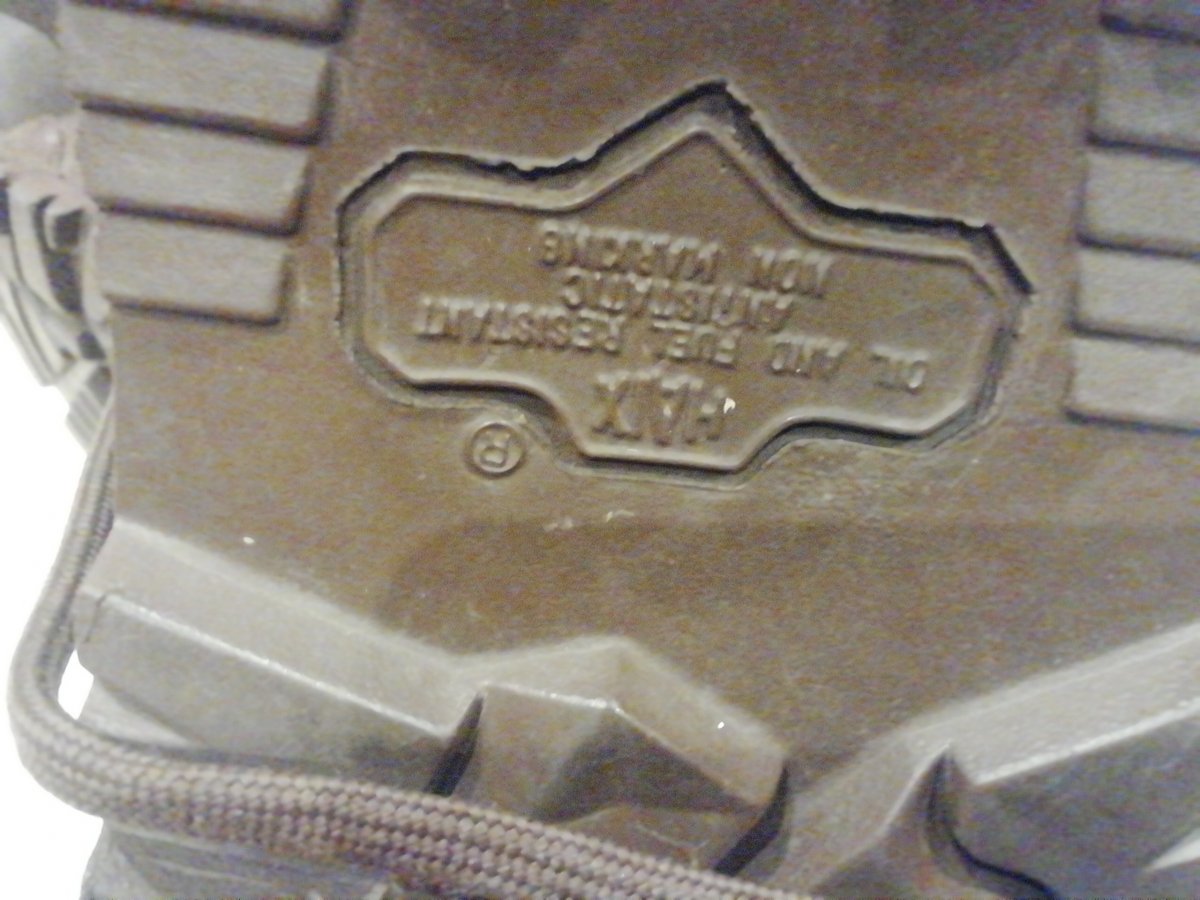 HAIX
®
OIL AND FUEL RESISTANT
ANTISTATIC
NON MARKING